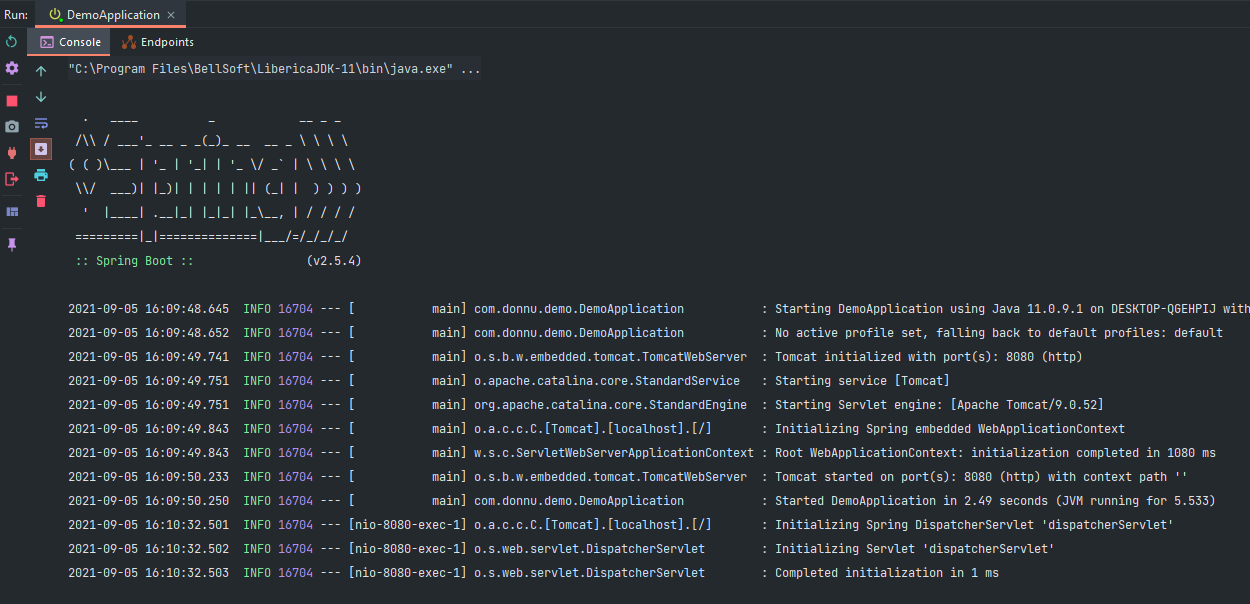 Run: DemoApplication ×
Console Endpoints
"C:\Program Files\BellSoft\LibericaJDK-11\bin\java.exe" ...
  .   ____          _            __ _ _
 /\\ / ___'_ __ _ _(_)_ __  __ _ \ \ \ \
( ( )\___ | '_ | '_| | '_ \/ _` | \ \ \ \
 \\/  ___)| |_)| | | | | || (_| |  ) ) ) )
  '  |____| .__|_| |_|_| |_\__, | / / / /
 =========|_|==============|___/=/_/_/_/
 :: Spring Boot ::                (v2.5.4)
2021-09-05 16:09:48.645  INFO 16704 --- [           main] com.donnu.demo.DemoApplication           : Starting DemoApplication using Java 11.0.9.1 on DESKTOP-QGEHPIJ with
2021-09-05 16:09:48.652  INFO 16704 --- [           main] com.donnu.demo.DemoApplication           : No active profile set, falling back to default profiles: default
2021-09-05 16:09:49.741  INFO 16704 --- [           main] o.s.b.w.embedded.tomcat.TomcatWebServer  : Tomcat initialized with port(s): 8080 (http)
2021-09-05 16:09:49.751  INFO 16704 --- [           main] o.apache.catalina.core.StandardService   : Starting service [Tomcat]
2021-09-05 16:09:49.751  INFO 16704 --- [           main] org.apache.catalina.core.StandardEngine  : Starting Servlet engine: [Apache Tomcat/9.0.52]
2021-09-05 16:09:49.843  INFO 16704 --- [           main] o.a.c.c.C.[Tomcat].[localhost].[/]       : Initializing Spring embedded WebApplicationContext
2021-09-05 16:09:49.843  INFO 16704 --- [           main] w.s.c.ServletWebServerApplicationContext : Root WebApplicationContext: initialization completed in 1080 ms
2021-09-05 16:09:50.233  INFO 16704 --- [           main] o.s.b.w.embedded.tomcat.TomcatWebServer  : Tomcat started on port(s): 8080 (http) with context path ''
2021-09-05 16:09:50.250  INFO 16704 --- [           main] com.donnu.demo.DemoApplication           : Started DemoApplication in 2.49 seconds (JVM running for 5.533)
2021-09-05 16:10:32.501  INFO 16704 --- [nio-8080-exec-1] o.a.c.c.C.[Tomcat].[localhost].[/]       : Initializing Spring DispatcherServlet 'dispatcherServlet'
2021-09-05 16:10:32.502  INFO 16704 --- [nio-8080-exec-1] o.s.web.servlet.DispatcherServlet        : Initializing Servlet 'dispatcherServlet'
2021-09-05 16:10:32.503  INFO 16704 --- [nio-8080-exec-1] o.s.web.servlet.DispatcherServlet        : Completed initialization in 1 ms